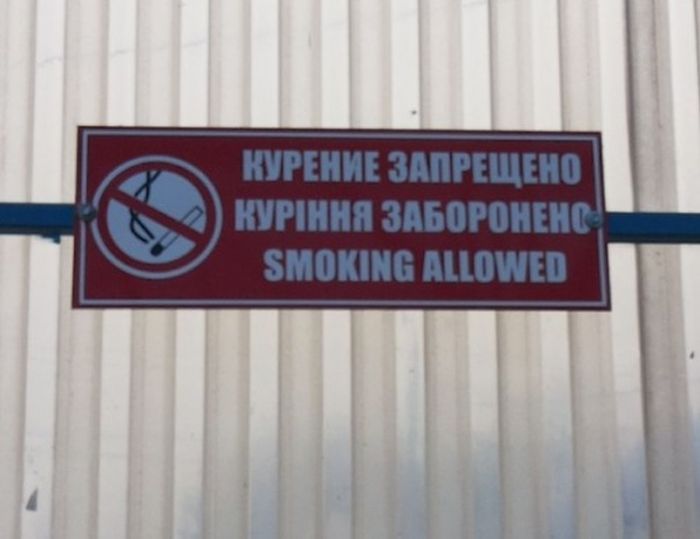 КУРЕНИЕ ЗАПРЕЩЕНО
КУРІННЯ ЗАБОРОНЕНО
SMOKING ALLOWED